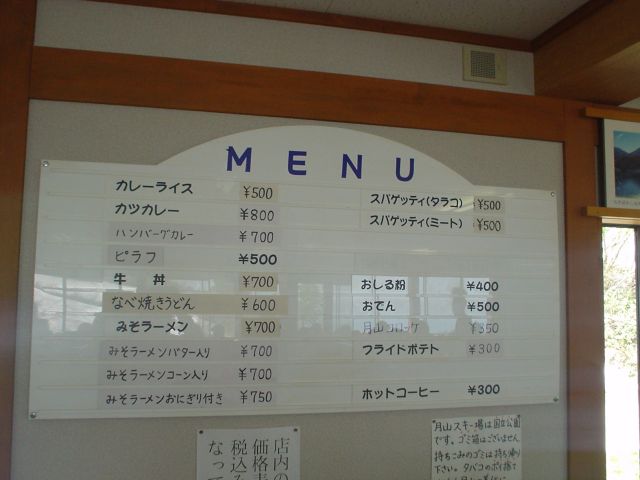 MENU
カレーライス ¥500
カツカレー ¥800
ハンバーグカレー ¥700
ピラフ ¥500
牛 丼 ¥700
なべ焼きうどん ¥600
みそラーメン ¥700
みそラーメンバター入り ¥700
みそラーメンコーン入り ¥700
みそラーメンおにぎり付き ¥750
スパゲッティ(タラコ) ¥500
スパゲッティ(ミート) ¥500
おしる粉 ¥400
おでん ¥500
月山コロッケ ¥350
フライドポテト ¥300
ホットコーヒー ¥300
店内の
価格表
税込み
なって
月山スキー場は国立公園
です。ゴミ箱はございません
持ちこみのゴミは持ち帰り
下さい。タバコのポイ捨て